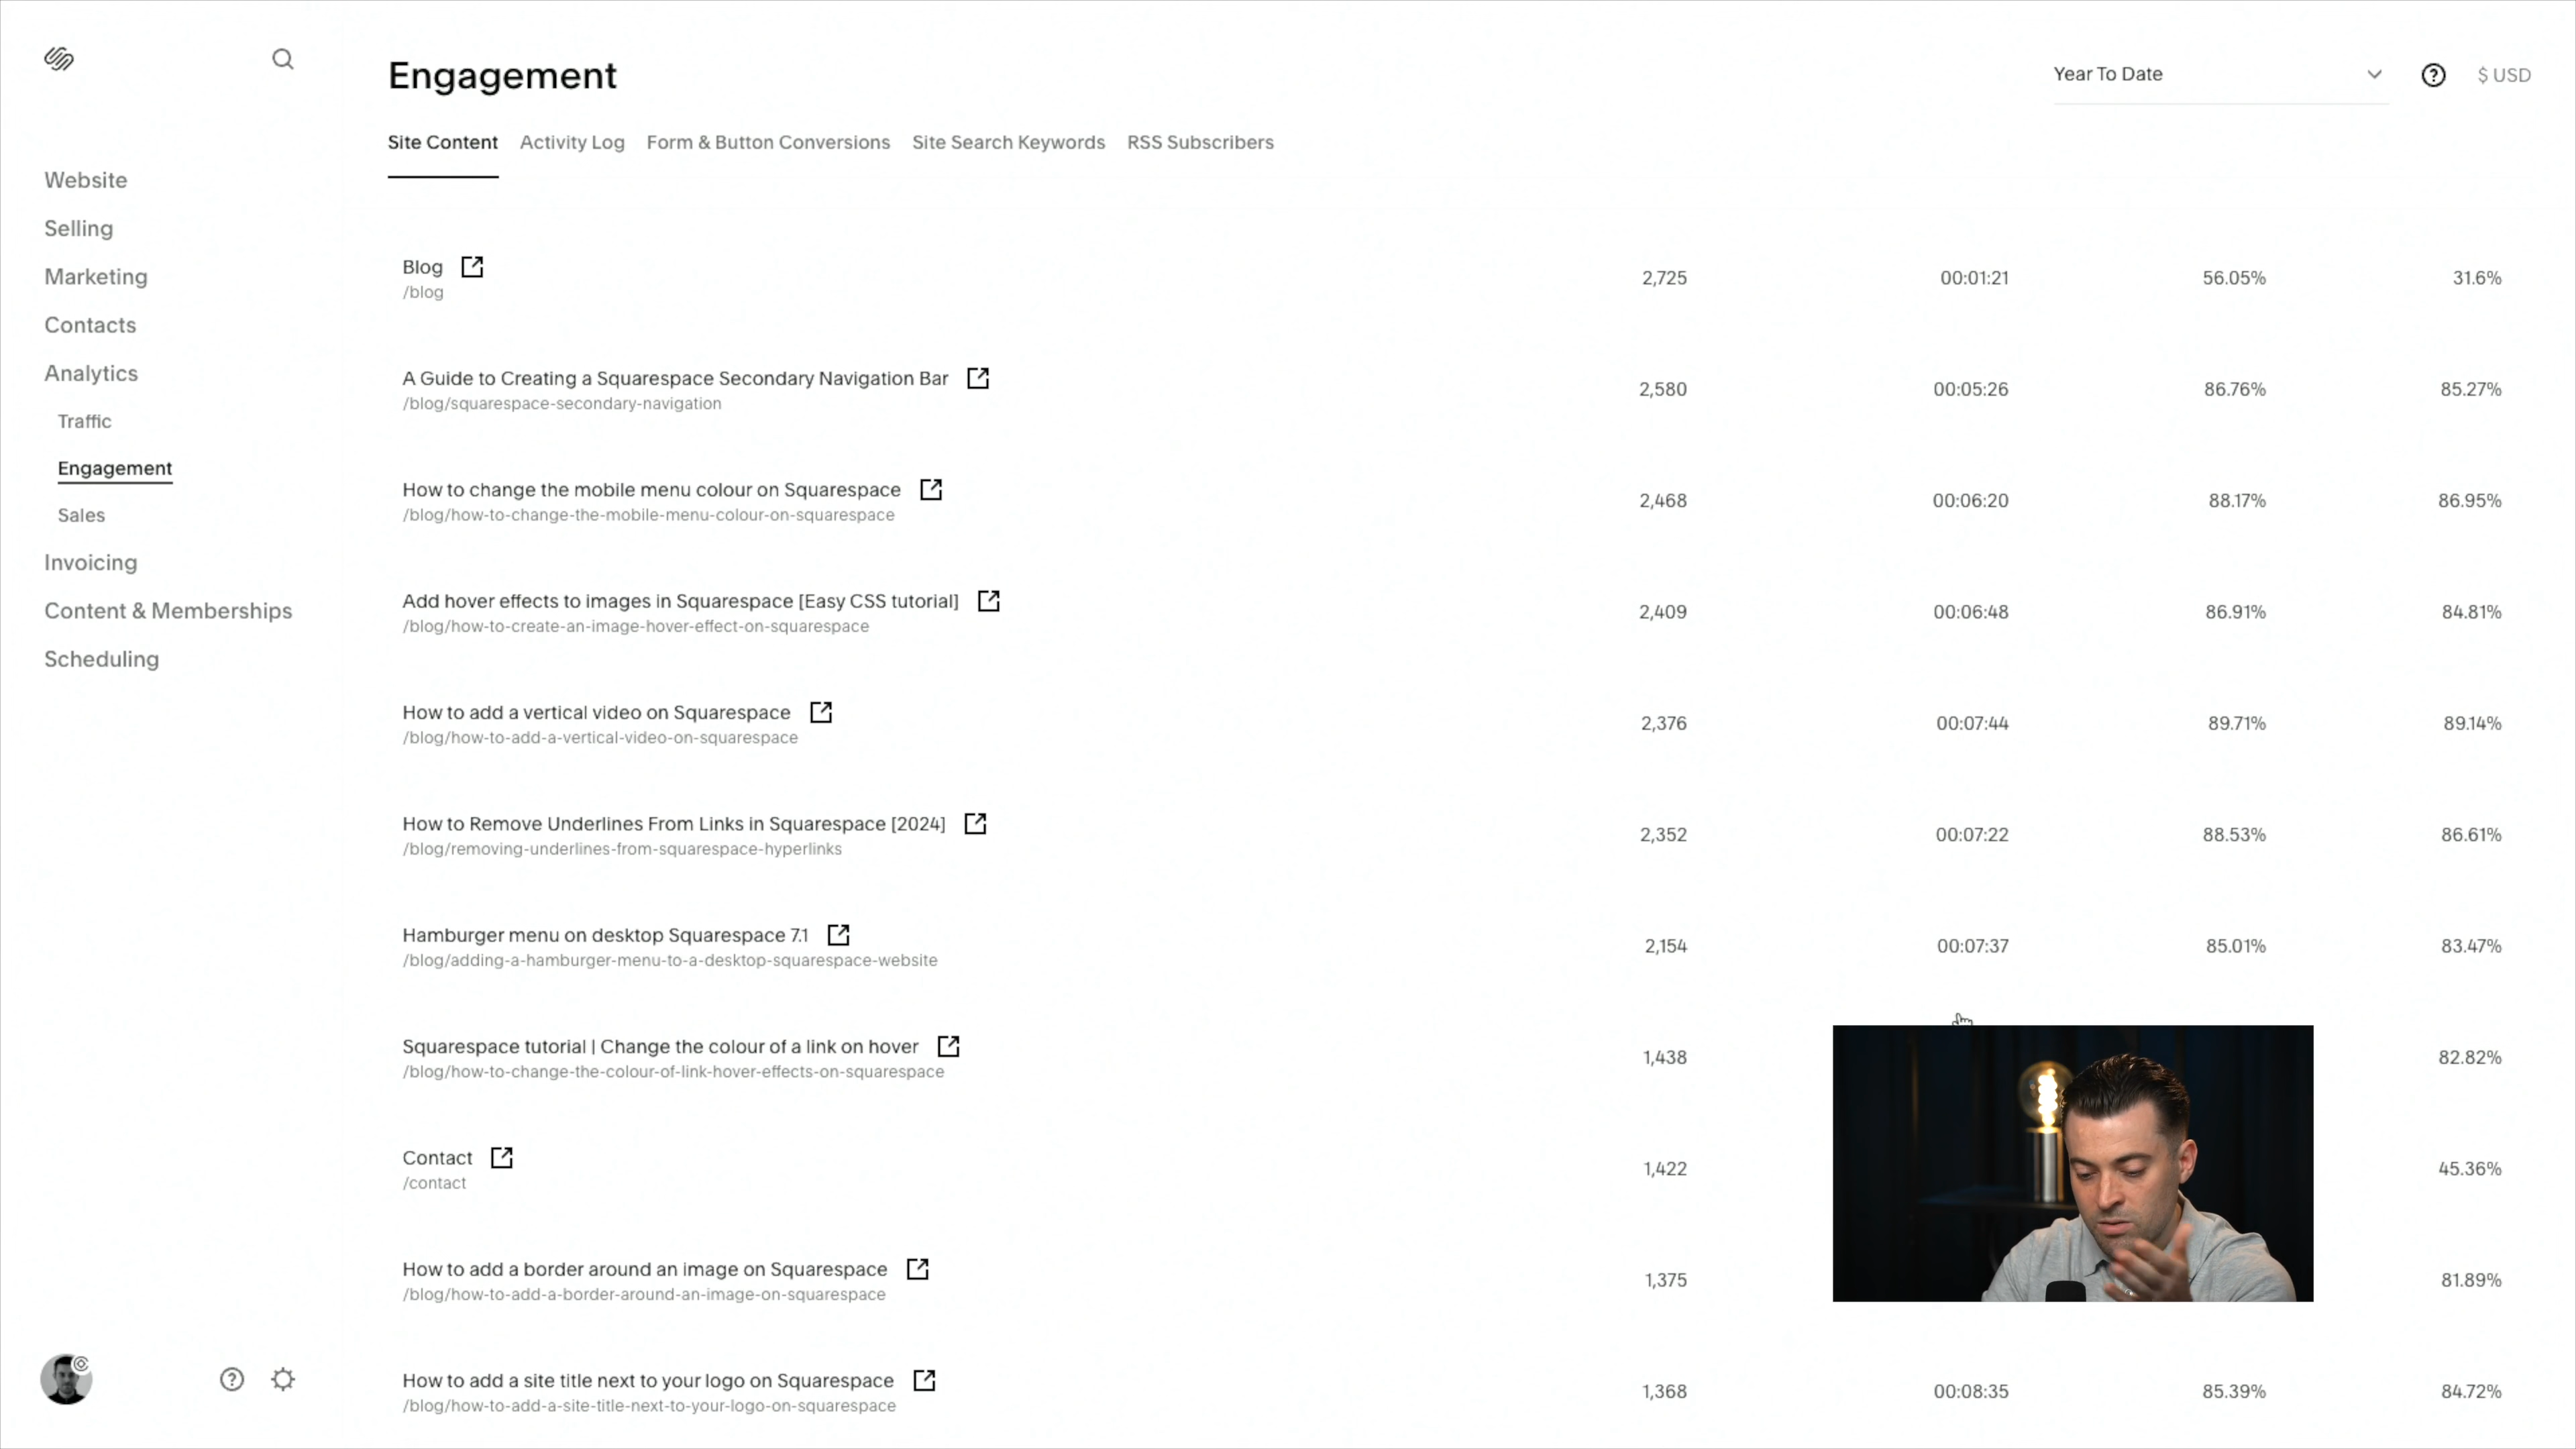 Engagement
Year To Date
$ USD
Site Content
Activity Log
Form & Button Conversions
Site Search Keywords
RSS Subscribers
Website
Selling
Marketing
Contacts
Analytics
Traffic
Engagement
Sales
Invoicing
Content & Memberships
Scheduling
Blog
/blog
2,725
00:01:21
56.05%
31.6%
A Guide to Creating a Squarespace Secondary Navigation Bar
/blog/squarespace-secondary-navigation
2,580
00:05:26
86.76%
85.27%
How to change the mobile menu colour on Squarespace
/blog/how-to-change-the-mobile-menu-colour-on-squarespace
2,468
00:06:20
88.17%
86.95%
Add hover effects to images in Squarespace [Easy CSS tutorial]
/blog/how-to-create-an-image-hover-effect-on-squarespace
2,409
00:06:48
86.91%
84.81%
How to add a vertical video on Squarespace
/blog/how-to-add-a-vertical-video-on-squarespace
2,376
00:07:44
89.71%
89.14%
How to Remove Underlines From Links in Squarespace [2024]
/blog/removing-underlines-from-squarespace-hyperlinks
2,352
00:07:22
88.53%
86.61%
Hamburger menu on desktop Squarespace 7.1
/blog/adding-a-hamburger-menu-to-a-desktop-squarespace-website
2,154
00:07:37
85.01%
83.47%
Squarespace tutorial | Change the colour of a link on hover
/blog/how-to-change-the-colour-of-link-hover-effects-on-squarespace
1,438
82.82%
Contact
/contact
1,422
45.36%
How to add a border around an image on Squarespace
/blog/how-to-add-a-border-around-an-image-on-squarespace
1,375
81.89%
How to add a site title next to your logo on Squarespace
/blog/how-to-add-a-site-title-next-to-your-logo-on-squarespace
1,368
00:08:35
85.39%
84.72%